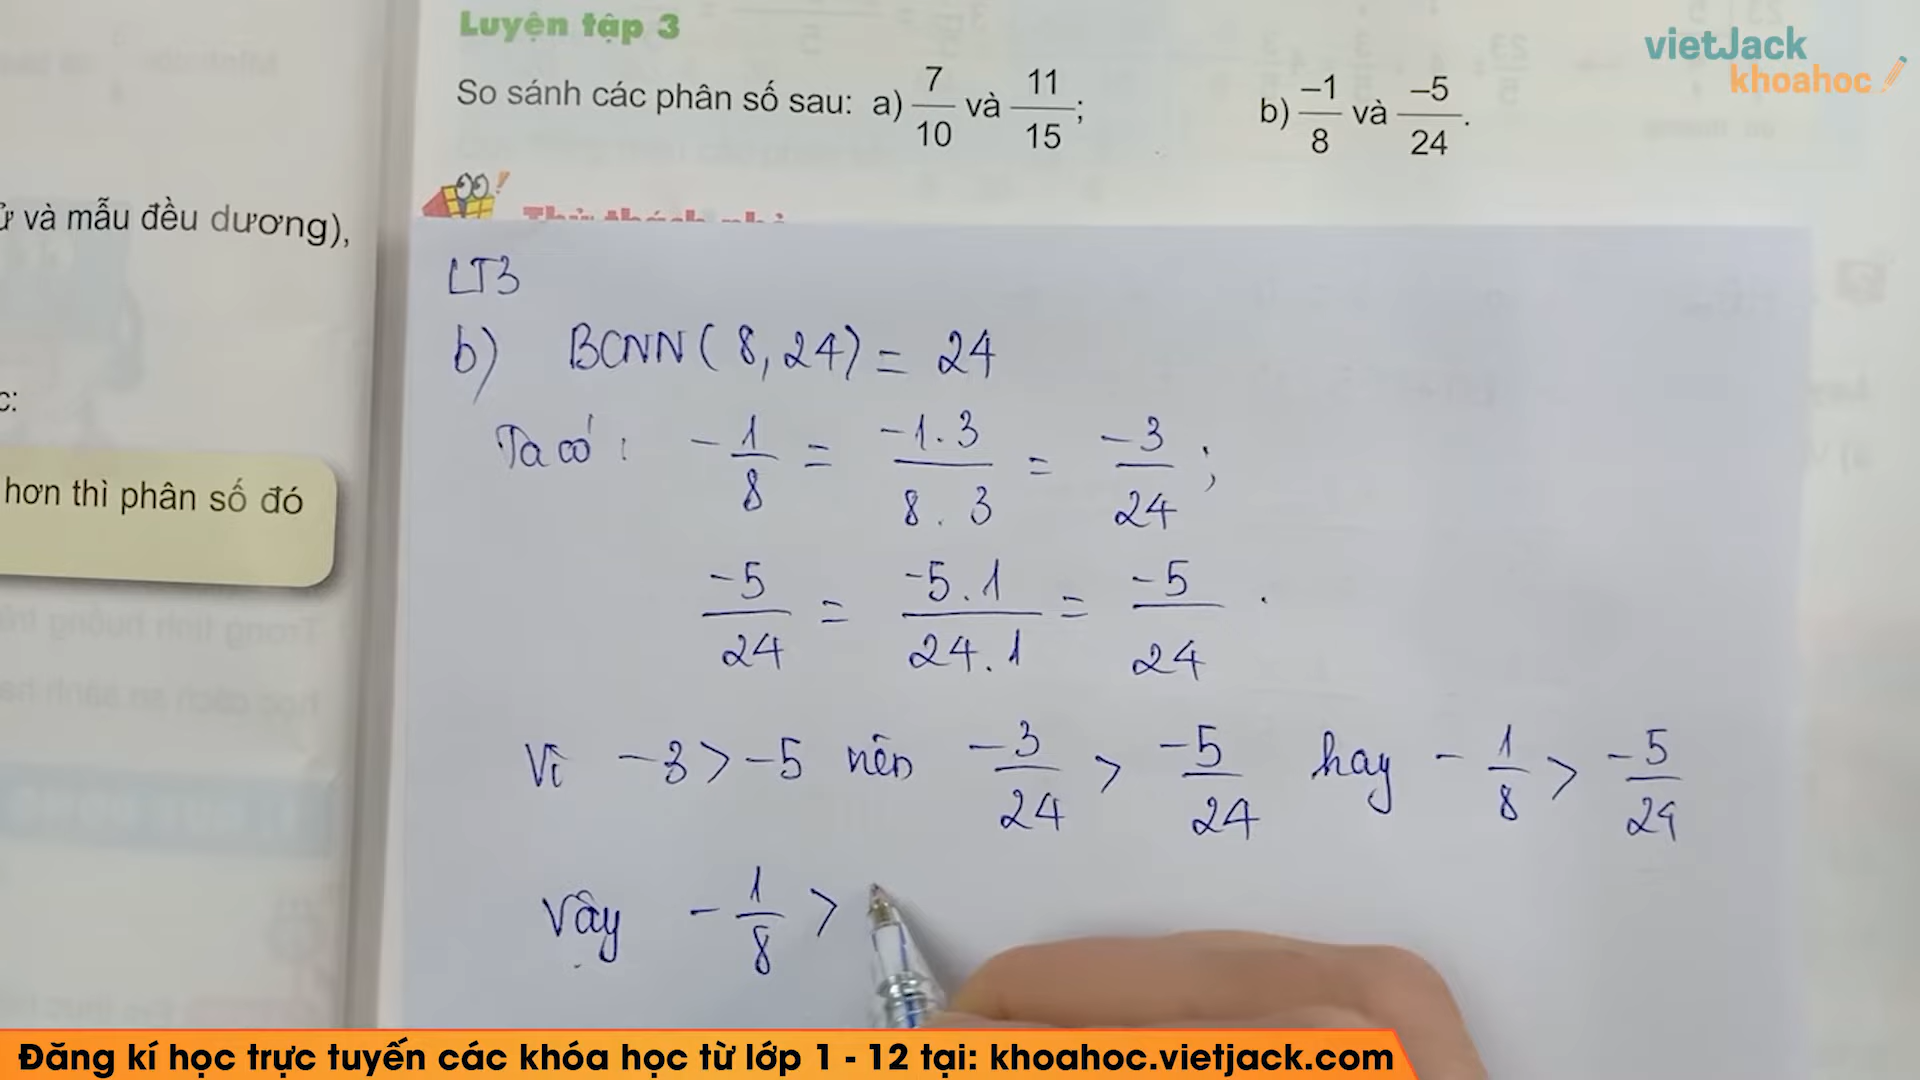 Luyện tập 3
vietJack
khoahoc
So sánh các phân số sau: a) 7/10 và 11/15; b) –1/8 và –5/24.
ử và mẫu đều dương),
LT3
b) BCNN(8,24) = 24
c:
Ta có: -1/8 = -1.3/8.3 = -3/24;
hơn thì phân số đó
-5/24 = -5.1/24.1 = -5/24.
Vì -3 > -5 nên -3/24 > -5/24 hay -1/8 > -5/24
Vậy -1/8 >
Đăng kí học trực tuyến các khóa học từ lớp 1 - 12 tại: khoahoc.vietjack.com